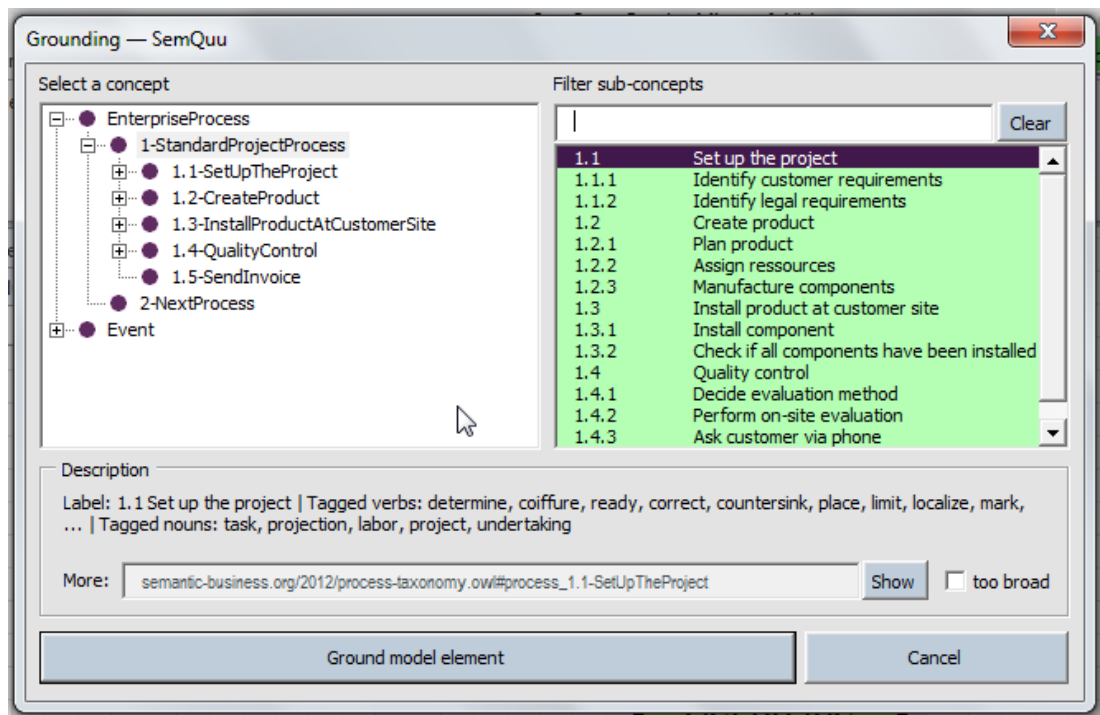 Grounding — SemQuu
X
Select a concept
EnterpriseProcess
1-StandardProjectProcess
1.1-SetUpTheProject
1.2-CreateProduct
1.3-InstallProductAtCustomerSite
1.4-QualityControl
1.5-SendInvoice
2-NextProcess
Event
Filter sub-concepts
Clear
1.1 Set up the project
1.1.1 Identify customer requirements
1.1.2 Identify legal requirements
1.2 Create product
1.2.1 Plan product
1.2.2 Assign ressources
1.2.3 Manufacture components
1.3 Install product at customer site
1.3.1 Install component
1.3.2 Check if all components have been installed
1.4 Quality control
1.4.1 Decide evaluation method
1.4.2 Perform on-site evaluation
1.4.3 Ask customer via phone
Description
Label: 1.1 Set up the project | Tagged verbs: determine, coiffure, ready, correct, countersink, place, limit, localize, mark,
... | Tagged nouns: task, projection, labor, project, undertaking
More: semantic-business.org/2012/process-taxonomy.owl#process_1.1-SetUpTheProject Show too broad
Ground model element Cancel